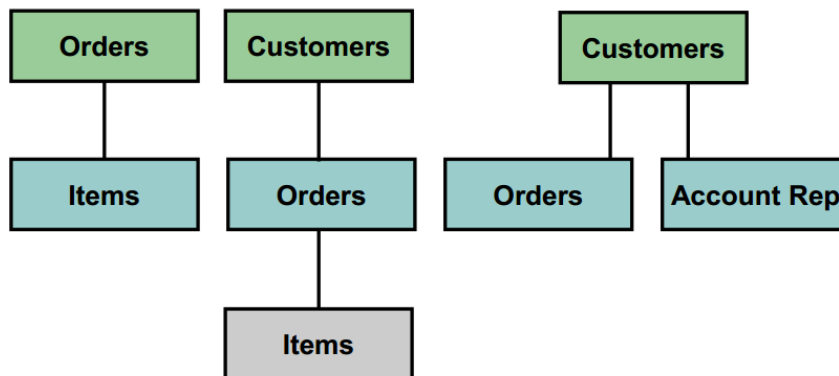 Orders
Customers
Customers
Items
Orders
Orders
Account Rep
Items